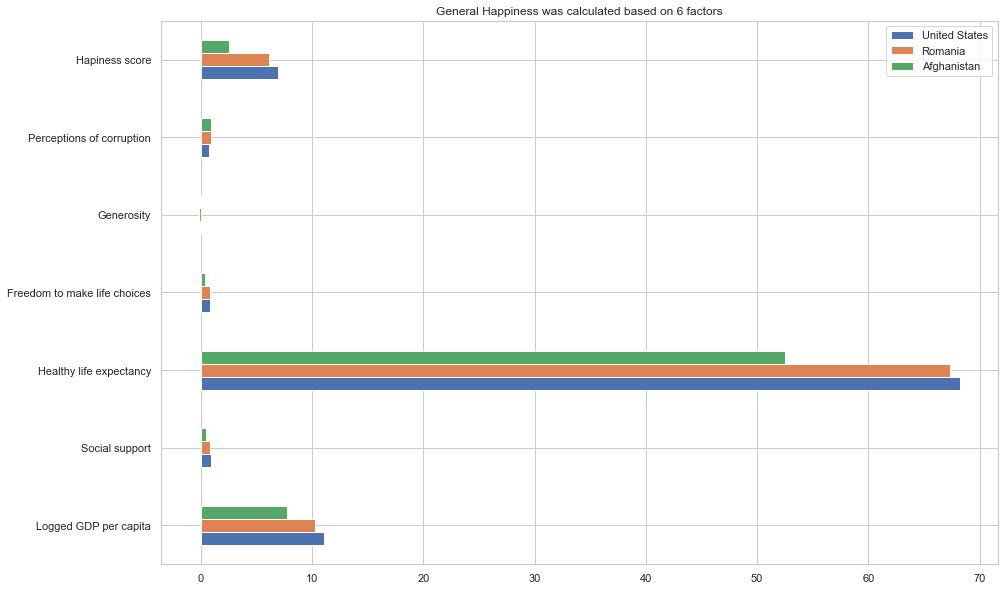 General Happiness was calculated based on 6 factors
United States
Romania
Afghanistan
Hapiness score
Perceptions of corruption
Generosity
Freedom to make life choices
Healthy life expectancy
Social support
Logged GDP per capita
0 10 20 30 40 50 60 70